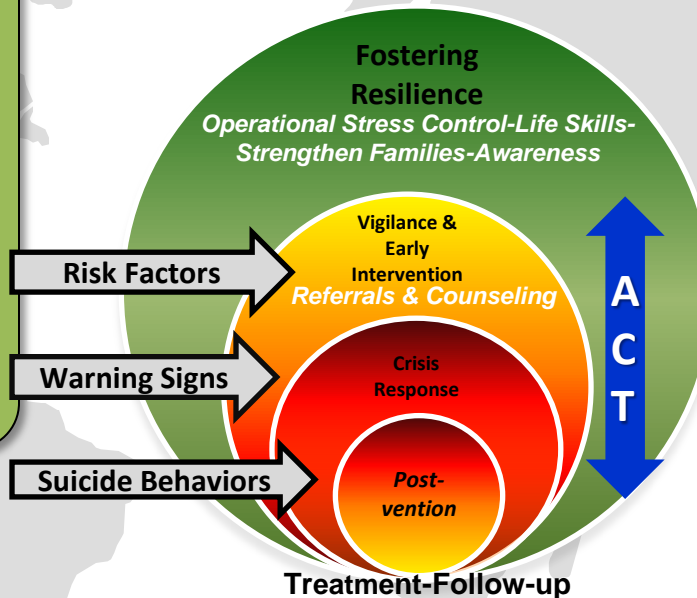 Fostering
Resilience
Operational Stress Control-Life Skills-
Strengthen Families-Awareness
Vigilance &
Early
Intervention
Referrals & Counseling
Risk Factors
Warning Signs
Crisis
Response
Suicide Behaviors
Post-
vention
A
C
T
Treatment-Follow-up